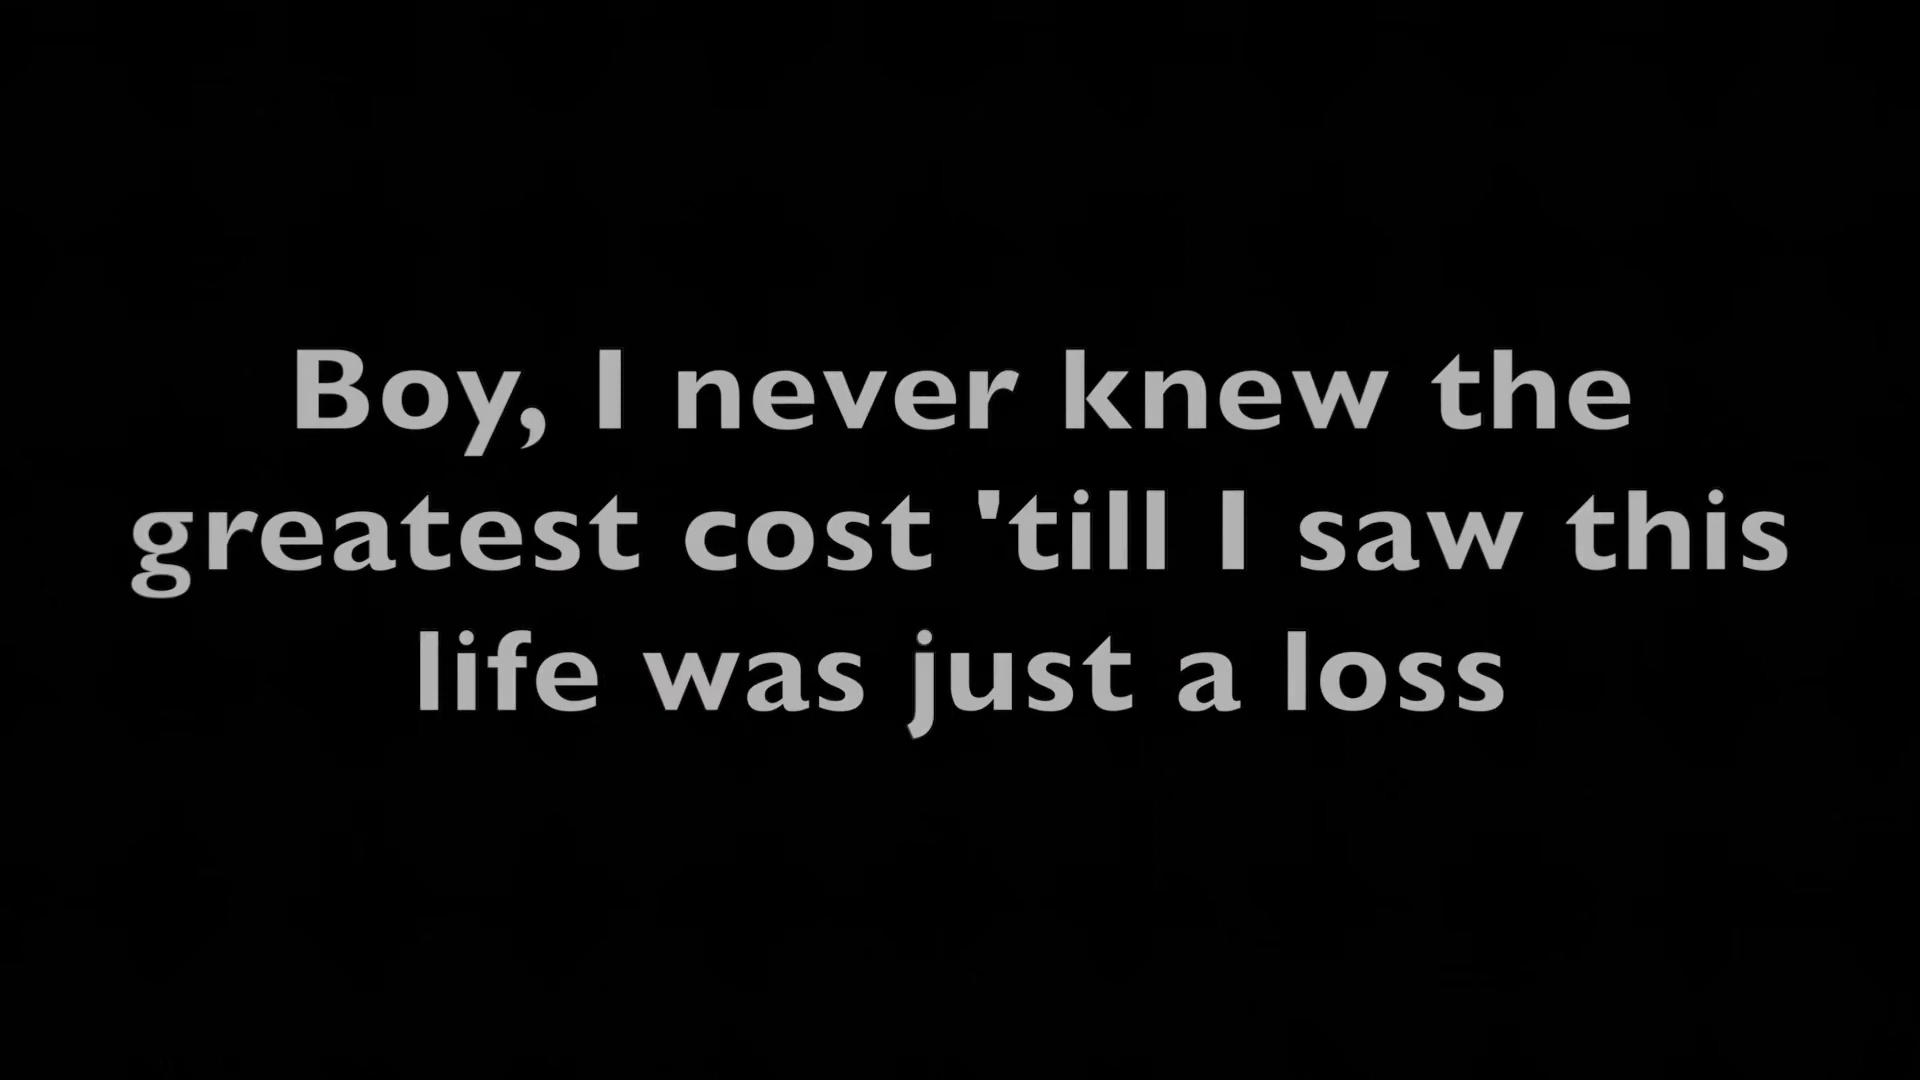 Boy, I never knew the
greatest cost 'till I saw this
life was just a loss